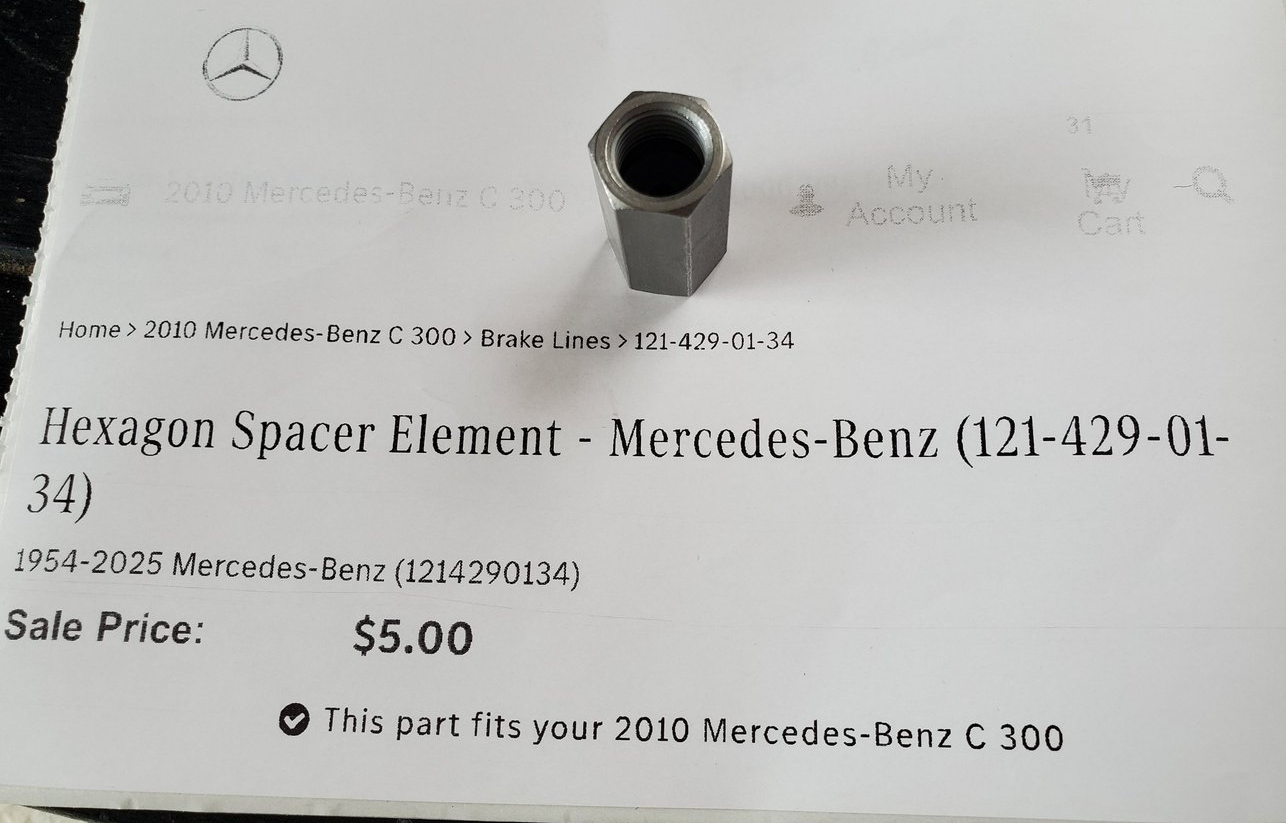 31
2010 Mercedes-Benz C 300
My
Account
My
Cart
Home > 2010 Mercedes-Benz C 300 > Brake Lines > 121-429-01-34
Hexagon Spacer Element - Mercedes-Benz (121-429-01-
34)
1954-2025 Mercedes-Benz (1214290134)
Sale Price: $5.00
This part fits your 2010 Mercedes-Benz C 300